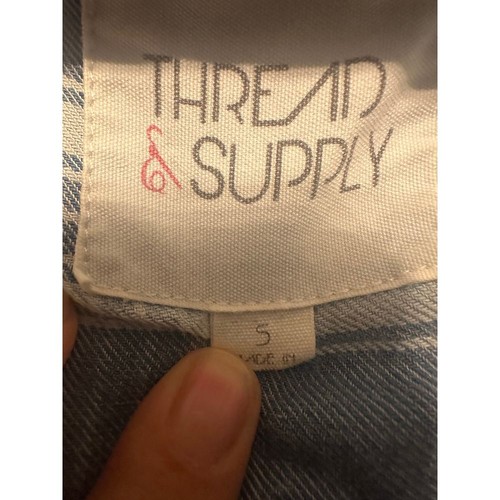 THREAD
& SUPPLY
S
MADE IN